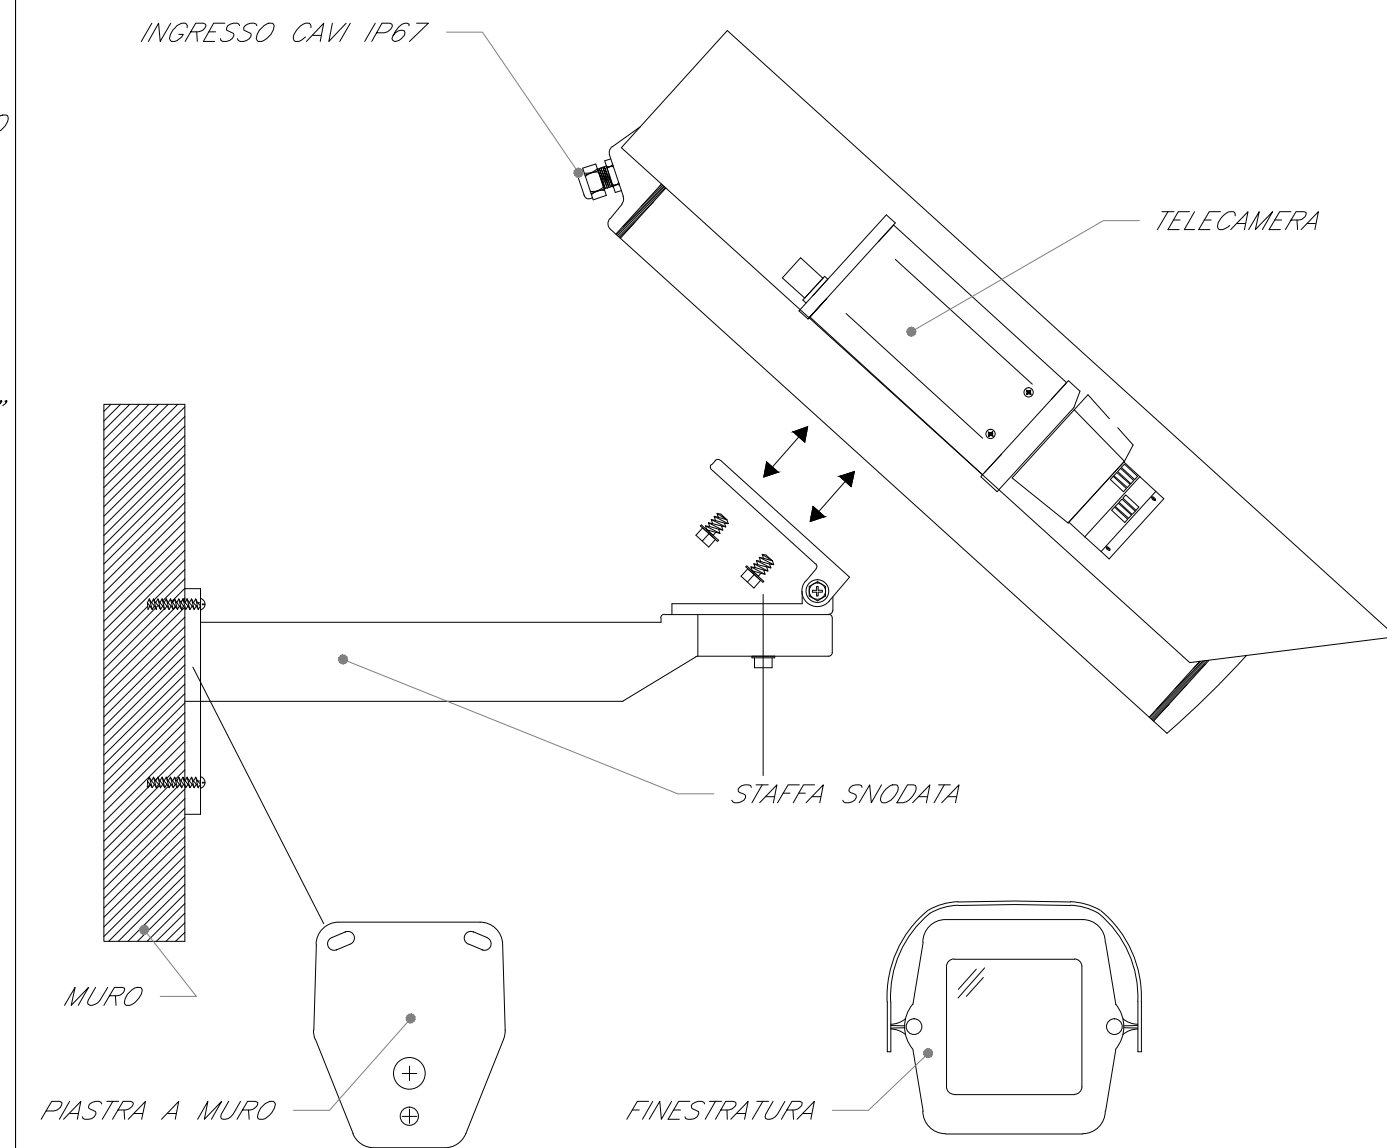 INGRESSO CAVI IP67
TELECAMERA
STAFFA SNODATA
MURO
PIASTRA A MURO
FINESTRATURA